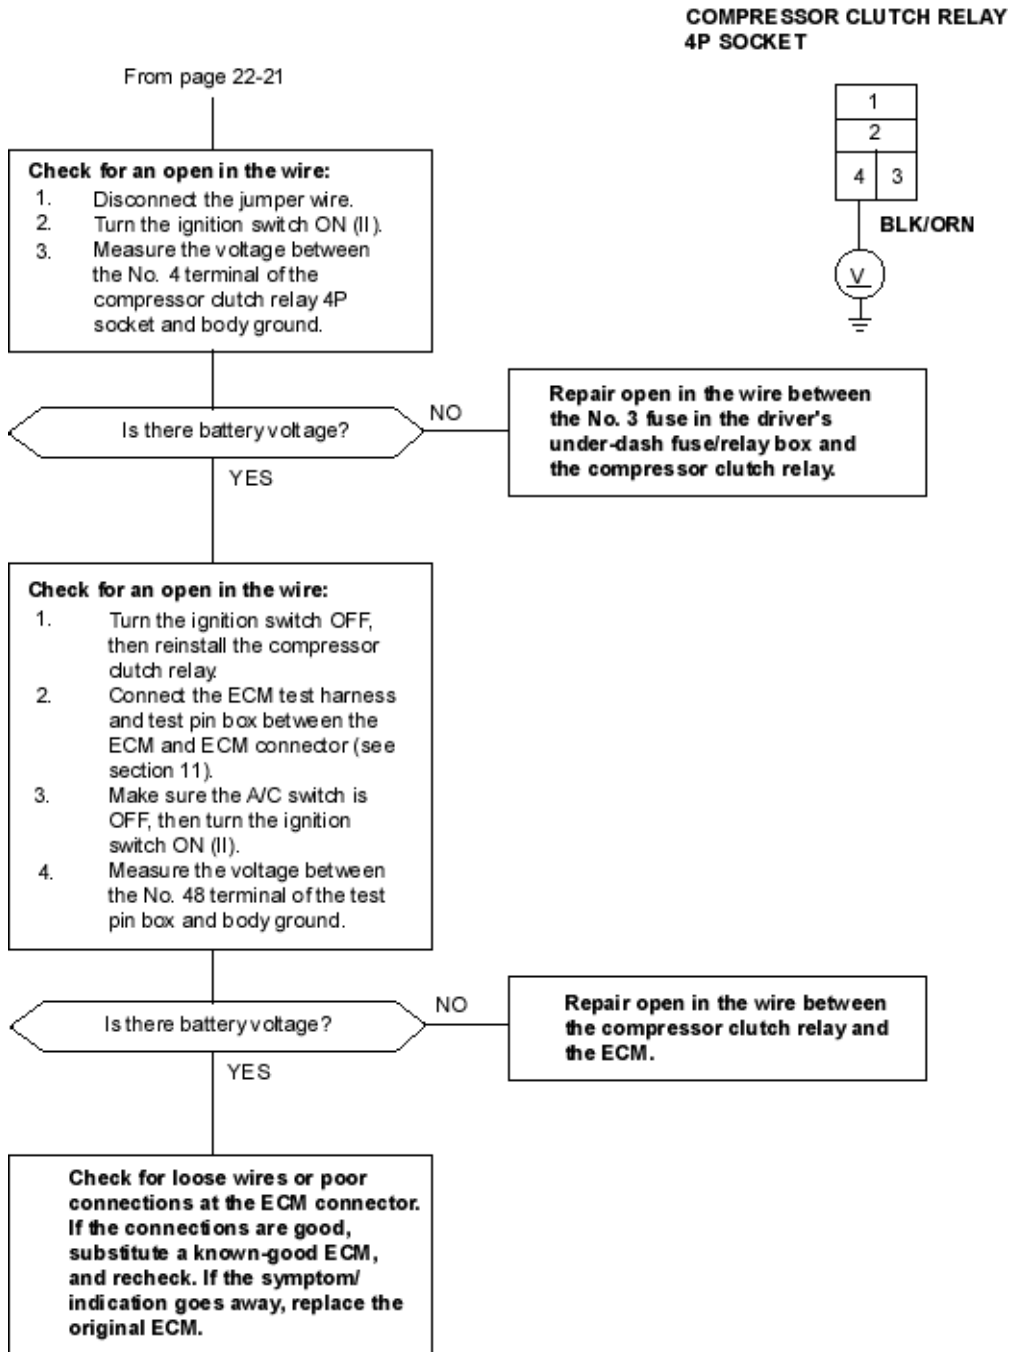 COMPRESSOR CLUTCH RELAY
4P SOCKET
From page 22-21
1
2
4 3
BLK/ORN
V
Check for an open in the wire:
1. Disconnect the jumper wire.
2. Turn the ignition switch ON (II).
3. Measure the voltage between
the No. 4 terminal of the
compressor clutch relay 4P
socket and body ground.
Is there battery voltage?
NO
Repair open in the wire between
the No. 3 fuse in the driver's
under-dash fuse/relay box and
the compressor clutch relay.
YES
Check for an open in the wire:
1. Turn the ignition switch OFF,
then reinstall the compressor
clutch relay.
2. Connect the ECM test harness
and test pin box between the
ECM and ECM connector (see
section 11).
3. Make sure the A/C switch is
OFF, then turn the ignition
switch ON (II).
4. Measure the voltage between
the No. 48 terminal of the test
pin box and body ground.
Is there battery voltage?
NO
Repair open in the wire between
the compressor clutch relay and
the ECM.
YES
Check for loose wires or poor
connections at the ECM connector.
If the connections are good,
substitute a known-good ECM,
and recheck. If the symptom/
indication goes away, replace the
original ECM.